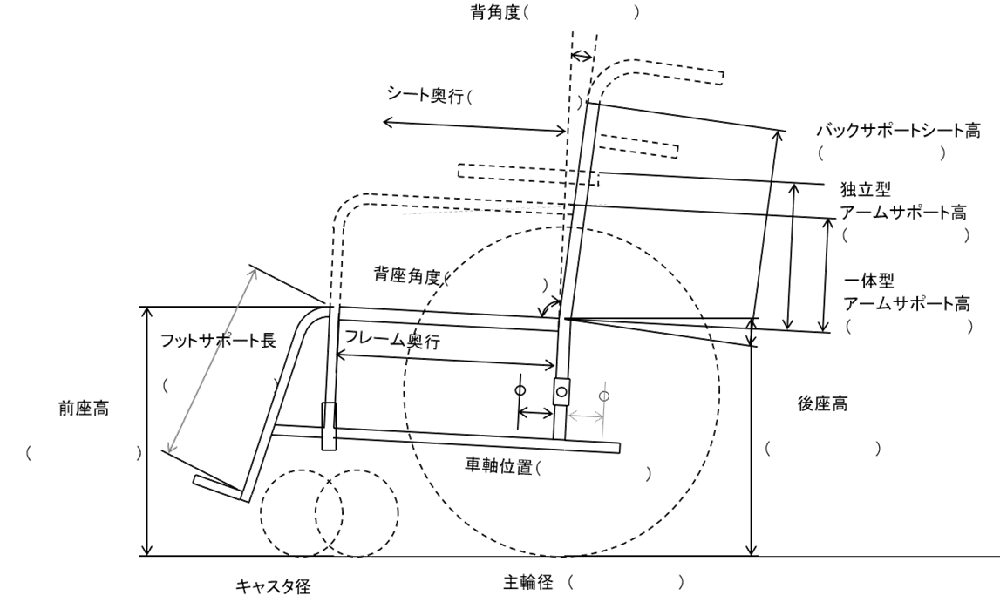 背角度(　　　　　)
シート奥行(　　　　　)
バックサポートシート高
(　　　　　)
独立型
アームサポート高
(　　　　　)
背座角度(　　　　　)
一体型
アームサポート高
(　　　　　)
フットサポート長
(　　　　　)
フレーム奥行
前座高
(　　　　　)
後座高
(　　　　　)
車軸位置(　　　　　)
キャスタ径
主輪径 (　　　　　)